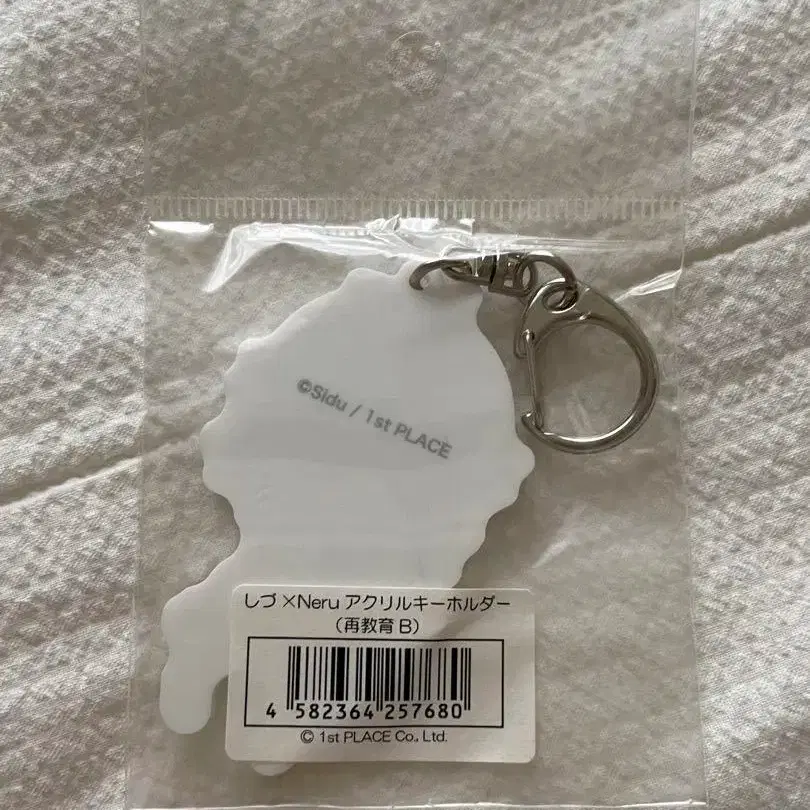 ©Sidu / 1st PLACE
しづ ×Neru アクリルキーホルダー
（再教育 B）
4 582364 257680
© 1st PLACE Co., Ltd.